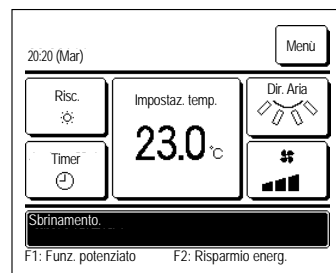 20:20 (Mar)
Menù
Risc.
Impostaz. temp.
Dir. Aria
23.0°C
Timer
Sbrinamento.
F1: Funz. potenziato F2: Risparmio energ.